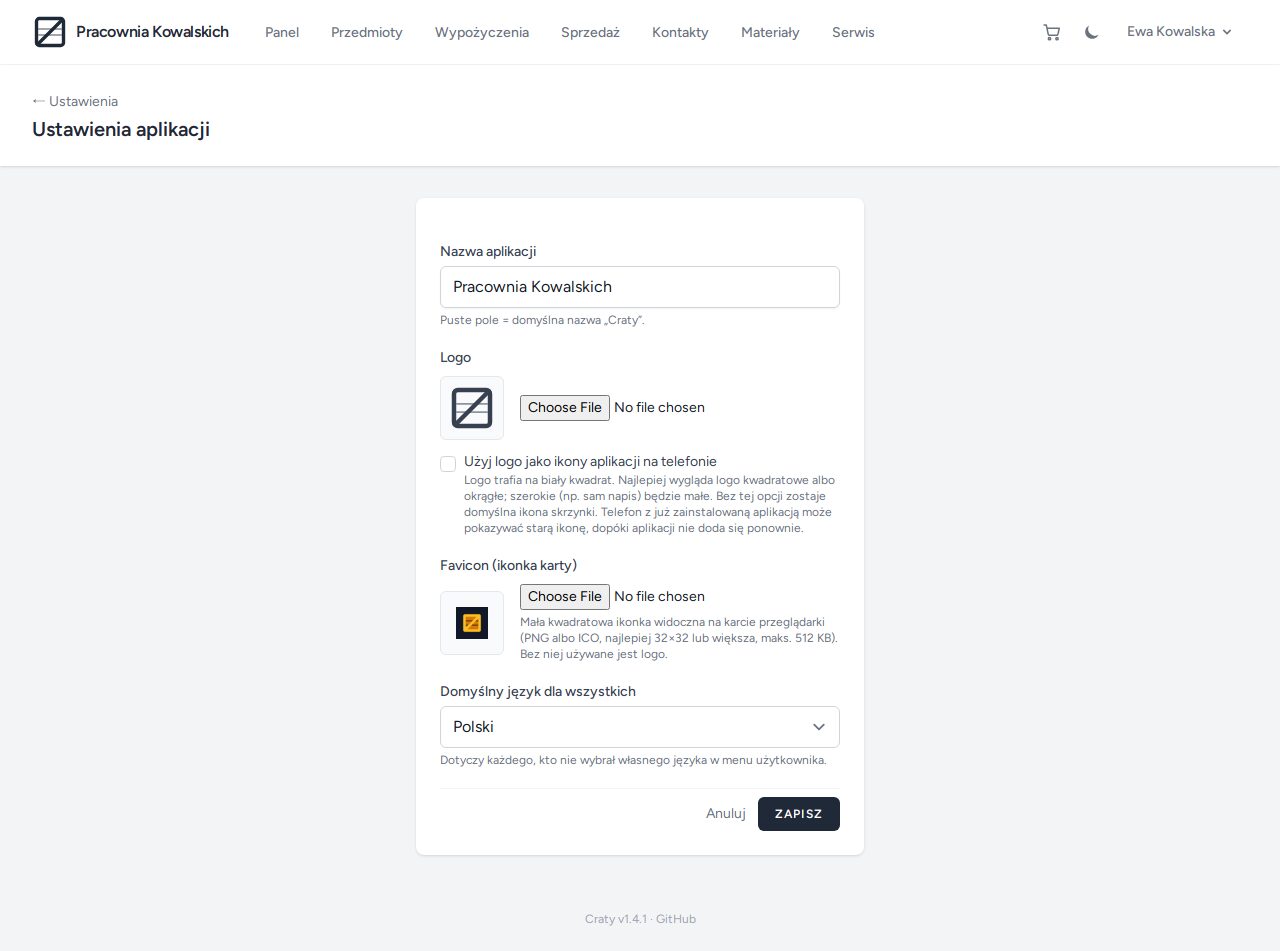 Pracownia Kowalskich Panel Przedmioty Wypożyczenia Sprzedaż Kontakty Materiały Serwis Ewa Kowalska
← Ustawienia
Ustawienia aplikacji
Nazwa aplikacji
Pracownia Kowalskich
Puste pole = domyślna nazwa „Craty”.
Logo
Choose File No file chosen
Użyj logo jako ikony aplikacji na telefonie
Logo trafia na biały kwadrat. Najlepiej wygląda logo kwadratowe albo
okrągłe; szerokie (np. sam napis) będzie małe. Bez tej opcji zostaje
domyślna ikona skrzynki. Telefon z już zainstalowaną aplikacją może
pokazywać starą ikonę, dopóki aplikacji nie doda się ponownie.
Favicon (ikonka karty)
Choose File No file chosen
Mała kwadratowa ikonka widoczna na karcie przeglądarki
(PNG albo ICO, najlepiej 32×32 lub większa, maks. 512 KB).
Bez niej używane jest logo.
Domyślny język dla wszystkich
Polski
Dotyczy każdego, kto nie wybrał własnego języka w menu użytkownika.
Anuluj ZAPISZ
Craty v1.4.1 · GitHub